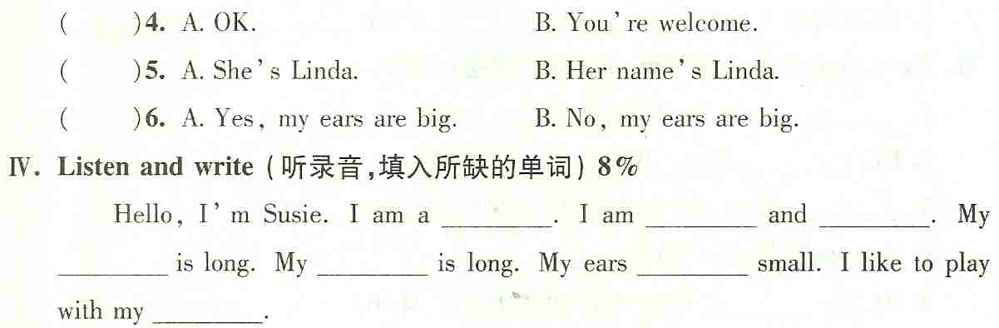 (    )4. A. OK. B. You're welcome.
(    )5. A. She's Linda. B. Her name's Linda.
(    )6. A. Yes, my ears are big. B. No, my ears are big.
Ⅳ. Listen and write (听录音,填入所缺的单词) 8%
Hello, I'm Susie. I am a ________. I am ________ and ________. My
________ is long. My ________ is long. My ears ________ small. I like to play
with my ________.